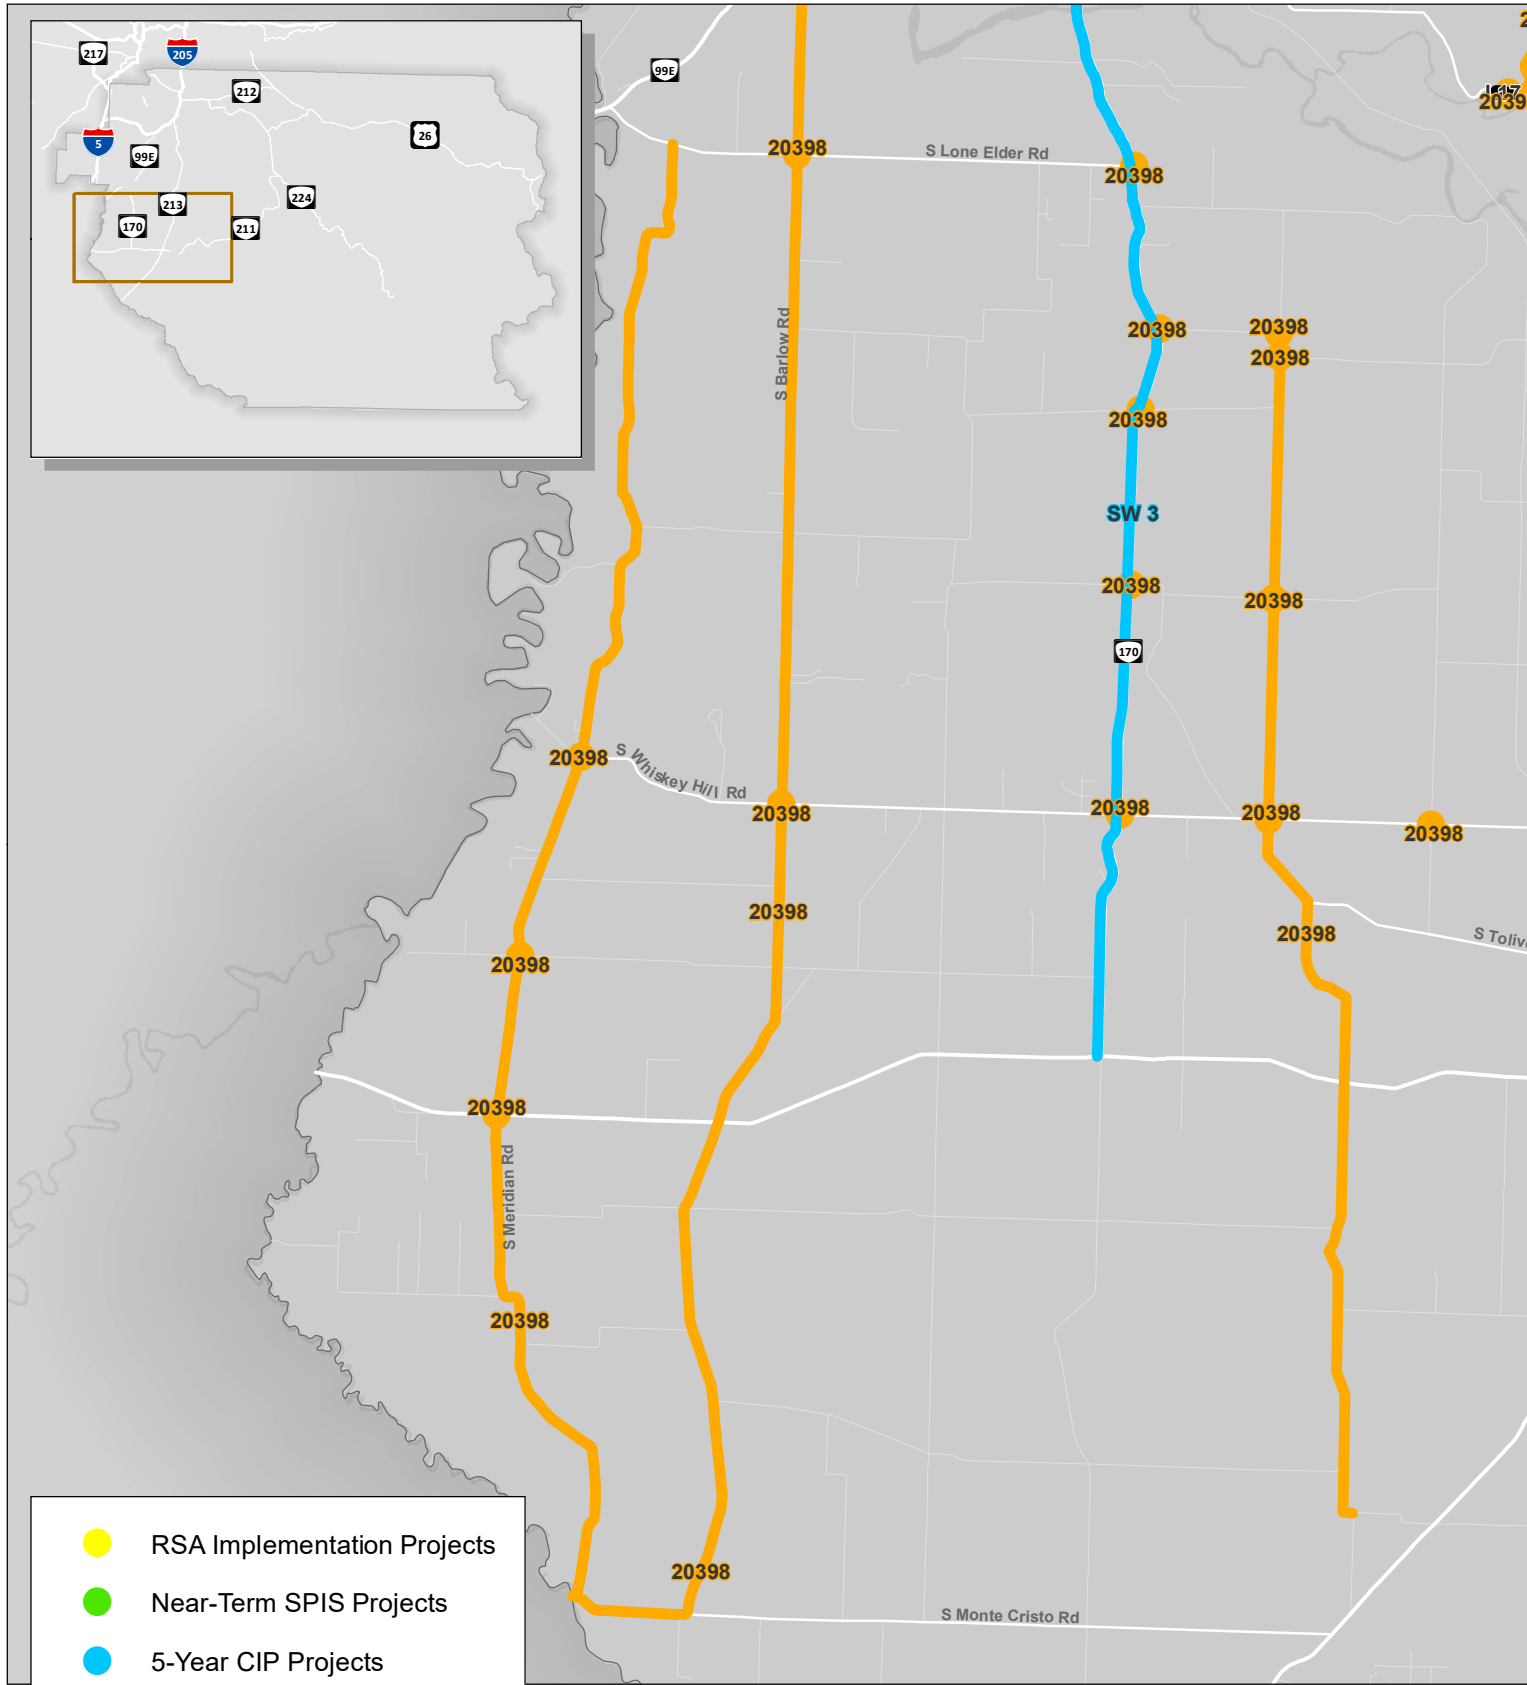 217
205
212
26
5
99E
213
224
170
211
99E
20398
S Lone Elder Rd
20398
S Barlow Rd
20398
20398
20398
20398
SW 3
20398
20398
170
20398
S Whiskey Hill Rd
20398
20398
20398
20398
20398
20398
S Tolive
20398
20398
S Meridian Rd
20398
20398
S Monte Cristo Rd
RSA Implementation Projects
Near-Term SPIS Projects
5-Year CIP Projects